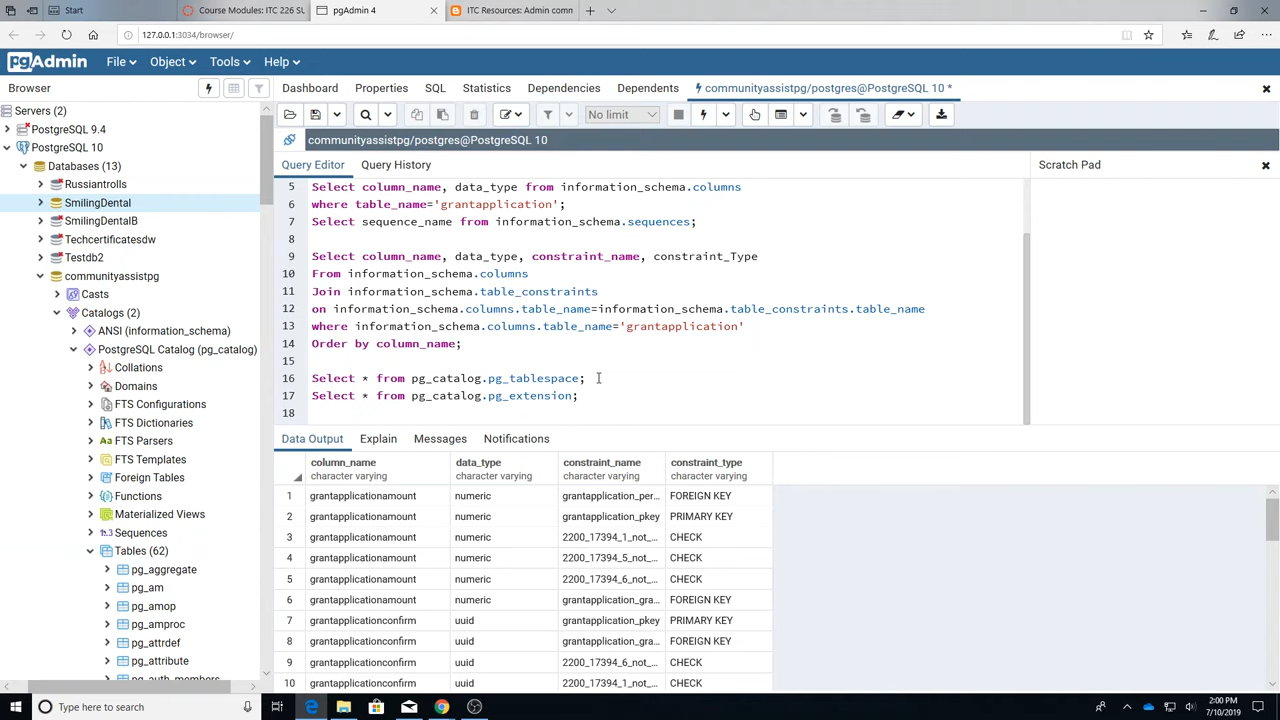 Start
Course Modules: ITC 226 SU
pgAdmin 4
ITC Resources: Admin comm
127.0.0.1:3034/browser/
pgAdmin
File
Object
Tools
Help
Browser
Dashboard
Properties
SQL
Statistics
Dependencies
Dependents
communityassistpg/postgres@PostgreSQL 10 *
No limit
communityassistpg/postgres@PostgreSQL 10
Query Editor
Query History
Scratch Pad
Servers (2)
PostgreSQL 9.4
PostgreSQL 10
Databases (13)
Russiantrolls
SmilingDental
SmilingDentalB
Techcertificatesdw
Testdb2
communityassistpg
Casts
Catalogs (2)
ANSI (information_schema)
PostgreSQL Catalog (pg_catalog)
Collations
Domains
FTS Configurations
FTS Dictionaries
FTS Parsers
FTS Templates
Foreign Tables
Functions
Materialized Views
Sequences
Tables (62)
pg_aggregate
pg_am
pg_amop
pg_amproc
pg_attrdef
pg_attribute
pg_auth_members
5 Select column_name, data_type from information_schema.columns
6 where table_name='grantapplication';
7 Select sequence_name from information_schema.sequences;
8
9 Select column_name, data_type, constraint_name, constraint_Type
10 From information_schema.columns
11 Join information_schema.table_constraints
12 on information_schema.columns.table_name=information_schema.table_constraints.table_name
13 where information_schema.columns.table_name='grantapplication'
14 Order by column_name;
15
16 Select * from pg_catalog.pg_tablespace;
17 Select * from pg_catalog.pg_extension;
18
Data Output
Explain
Messages
Notifications
column_name data_type constraint_name constraint_type
character varying character varying character varying character varying
1 grantapplicationamount numeric grantapplication_per... FOREIGN KEY
2 grantapplicationamount numeric grantapplication_pkey PRIMARY KEY
3 grantapplicationamount numeric 2200_17394_1_not_... CHECK
4 grantapplicationamount numeric 2200_17394_5_not_... CHECK
5 grantapplicationamount numeric 2200_17394_6_not_... CHECK
6 grantapplicationamount numeric grantapplication_gra... FOREIGN KEY
7 grantapplicationconfirm uuid grantapplication_pkey PRIMARY KEY
8 grantapplicationconfirm uuid grantapplication_gra... FOREIGN KEY
9 grantapplicationconfirm uuid 2200_17394_6_not_... CHECK
10 grantapplicationconfirm uuid 2200_17394_1_not_... CHECK
Type here to search
2:00 PM
7/10/2019